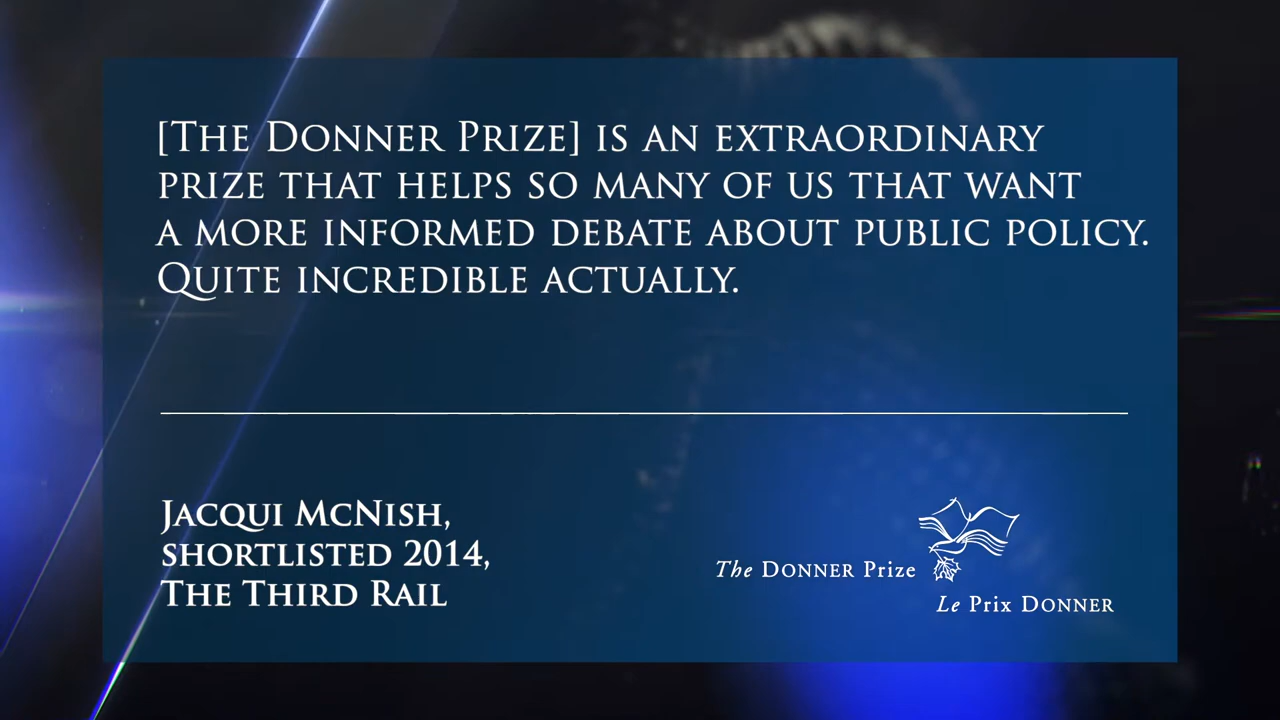 [The Donner Prize] is an extraordinary
prize that helps so many of us that want
a more informed debate about public policy.
Quite incredible actually.
Jacqui McNish,
shortlisted 2014,
The Third Rail
The DONNER Prize
Le Prix DONNER